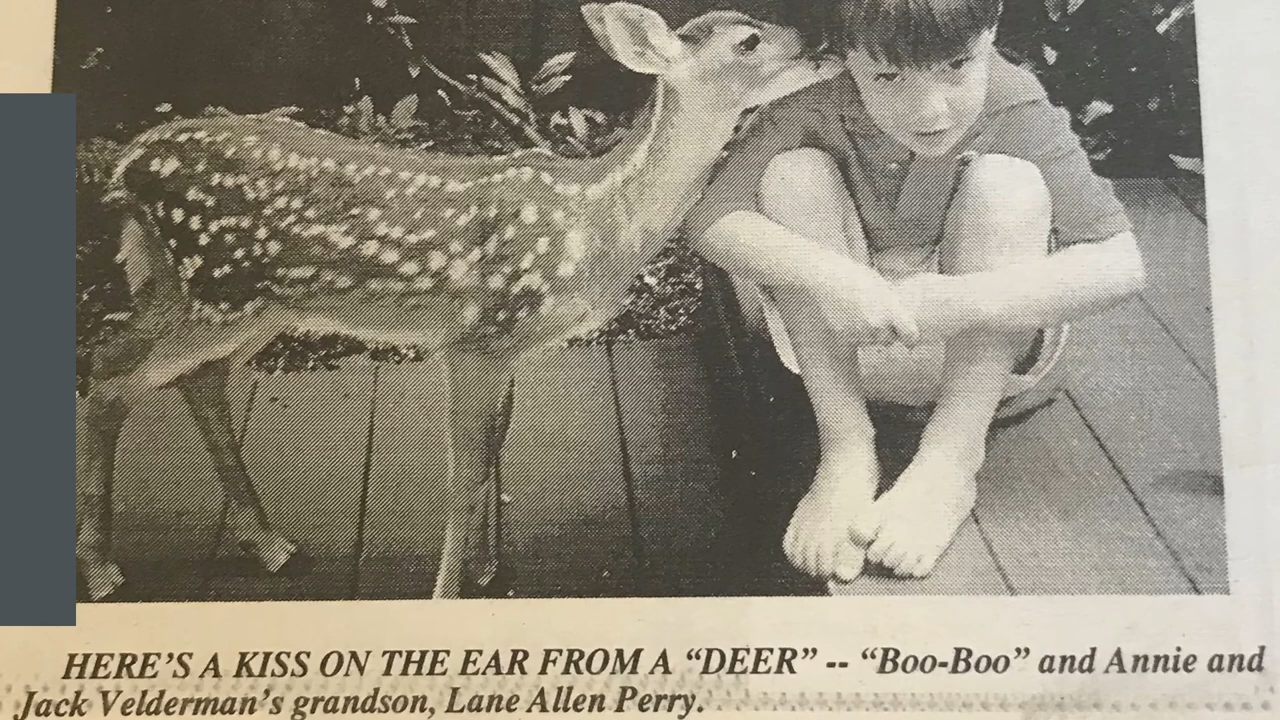 HERE'S A KISS ON THE EAR FROM A “DEER” -- “Boo-Boo” and Annie and
Jack Velderman's grandson, Lane Allen Perry.